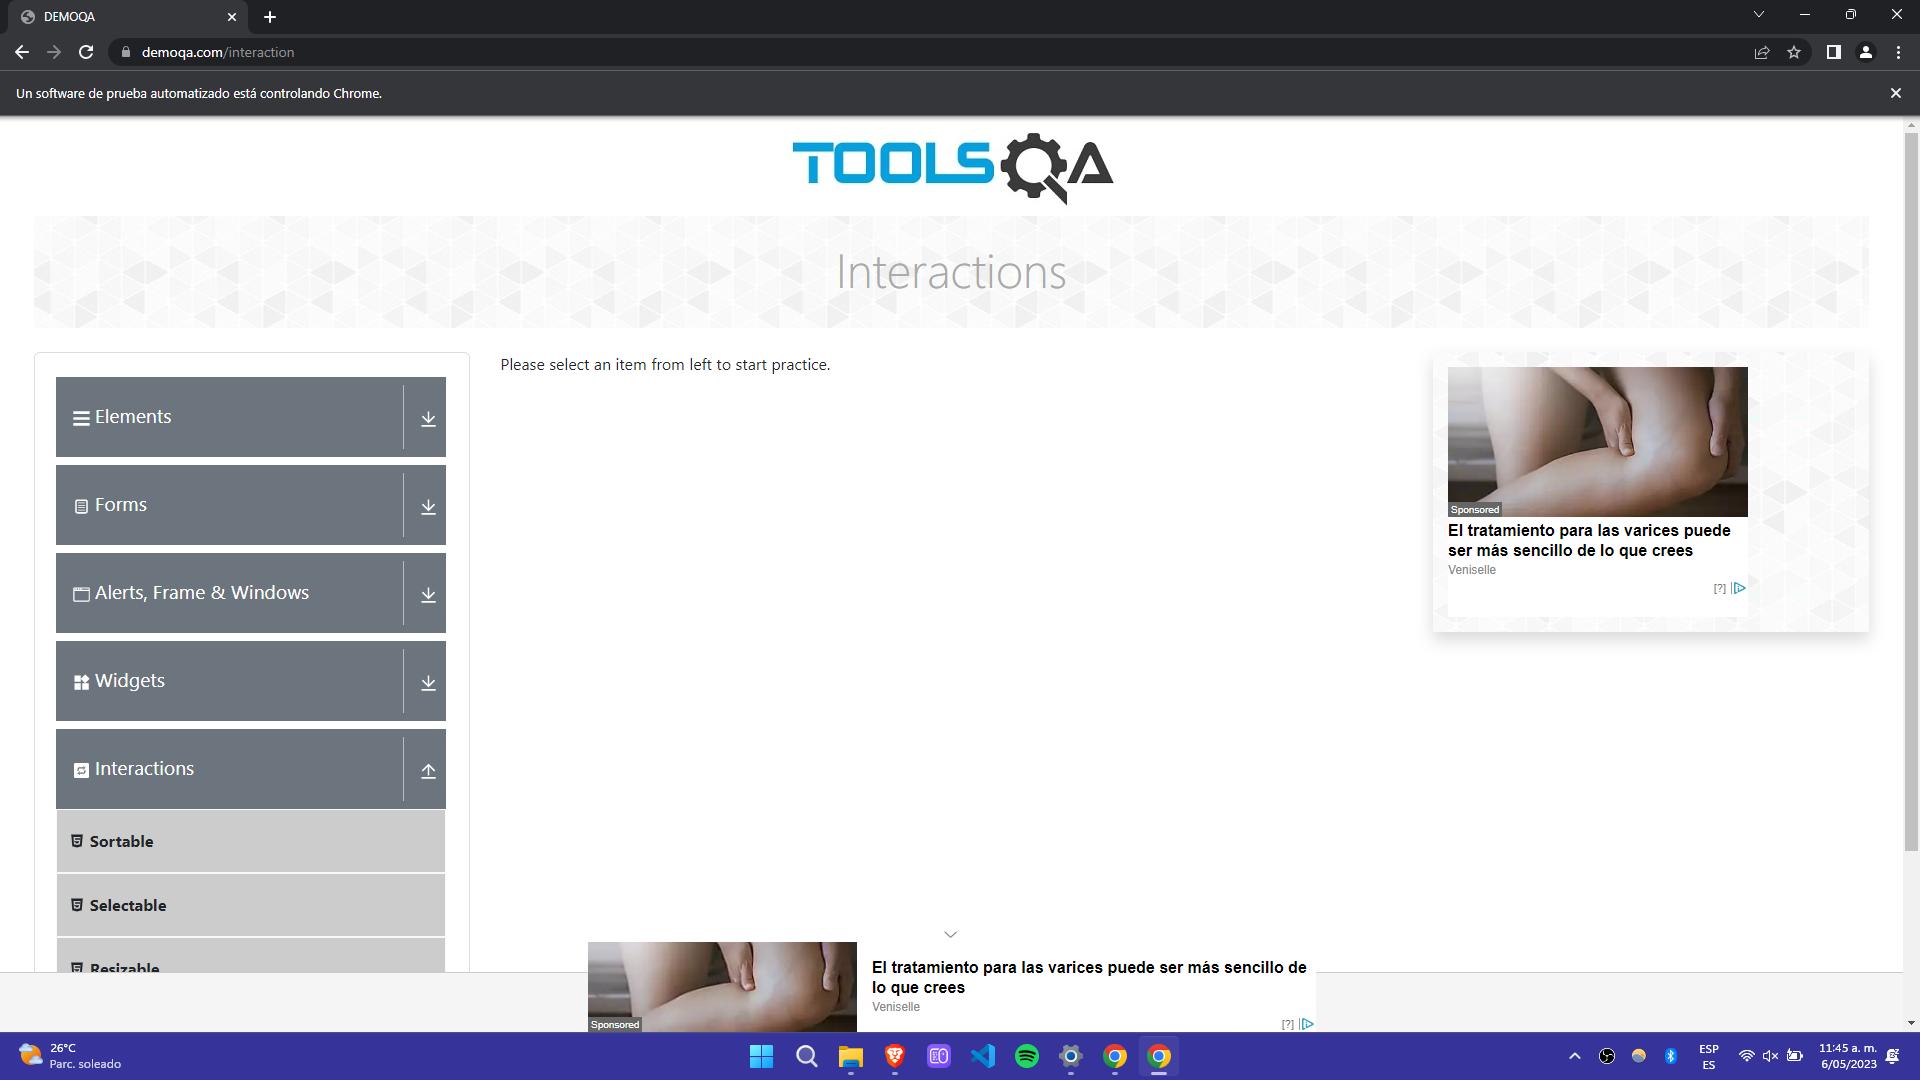 DEMOQA
demoqa.com/interaction
Un software de prueba automatizado está controlando Chrome.
TOOLSQA
Interactions
Please select an item from left to start practice.
Elements
Forms
Alerts, Frame & Windows
Widgets
Interactions
Sortable
Selectable
Resizable
Sponsored
El tratamiento para las varices puede
ser más sencillo de lo que crees
Veniselle
[?]
El tratamiento para las varices puede ser más sencillo de
lo que crees
Veniselle
Sponsored
[?]
26°C
Parc. soleado
ESP
ES
11:45 a. m.
6/05/2023